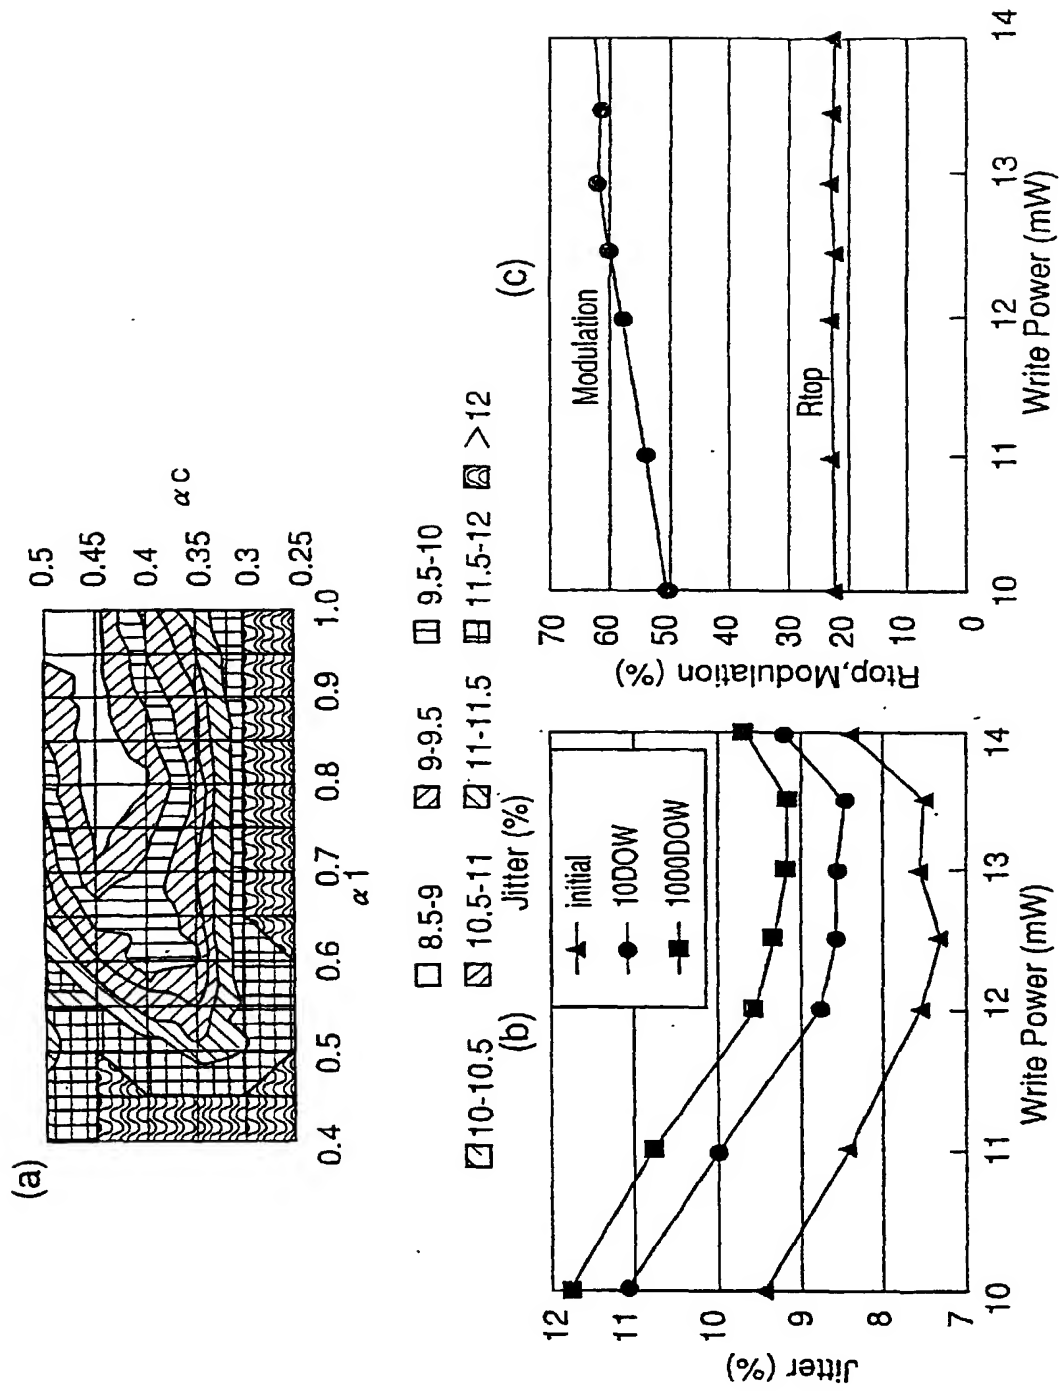 (a)
0.5
0.45
0.4
0.35
0.3
0.25
α c
0.4 0.5 0.6 0.7 0.8 0.9 1.0
α 1
8.5-9 9-9.5 9.5-10
10-10.5 10.5-11 11-11.5 11.5-12 >12
Jitter (%)
(b)
12
11
10
9
8
7
Jitter (%)
initial
10DOW
1000DOW
10 11 12 13 14
Write Power (mW)
(c)
70
60
50
40
30
20
10
0
Rtop,Modulation (%)
Modulation
Rtop
10 11 12 13 14
Write Power (mW)